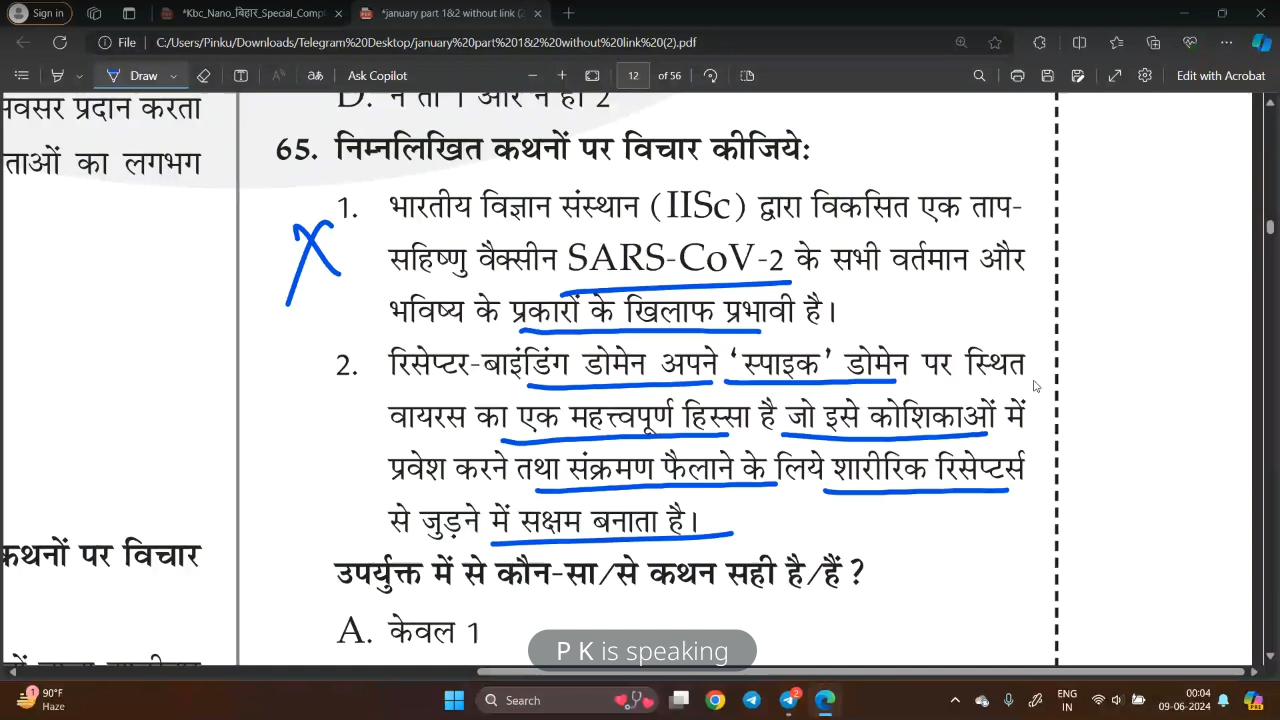 Sign in
*Kbc_Nano_बिहार_Special_Compl
*january part 1&2 without link (2
File
C:/Users/Pinku/Downloads/Telegram%20Desktop/january%20part%201&2%20without%20link%20(2).pdf
Draw
Ask Copilot
12 of 56
Edit with Acrobat
प्रदान करता
ताओं का लगभग
कथनों पर विचार
D. न तो 1 और न ही 2
65. निम्नलिखित कथनों पर विचार कीजिये:
1. भारतीय विज्ञान संस्थान (IISc) द्वारा विकसित एक ताप-
सहिष्णु वैक्सीन SARS-CoV-2 के सभी वर्तमान और
भविष्य के प्रकारों के खिलाफ प्रभावी है।
2. रिसेप्टर-बाइंडिंग डोमेन अपने ‘स्पाइक’ डोमेन पर स्थित
वायरस का एक महत्त्वपूर्ण हिस्सा है जो इसे कोशिकाओं में
प्रवेश करने तथा संक्रमण फैलाने के लिये शारीरिक रिसेप्टर्स
से जुड़ने में सक्षम बनाता है।
उपर्युक्त में से कौन-सा/से कथन सही है/हैं ?
A. केवल 1
P K is speaking
90°F
Haze
Search
ENG
IN
00:04
09-06-2024